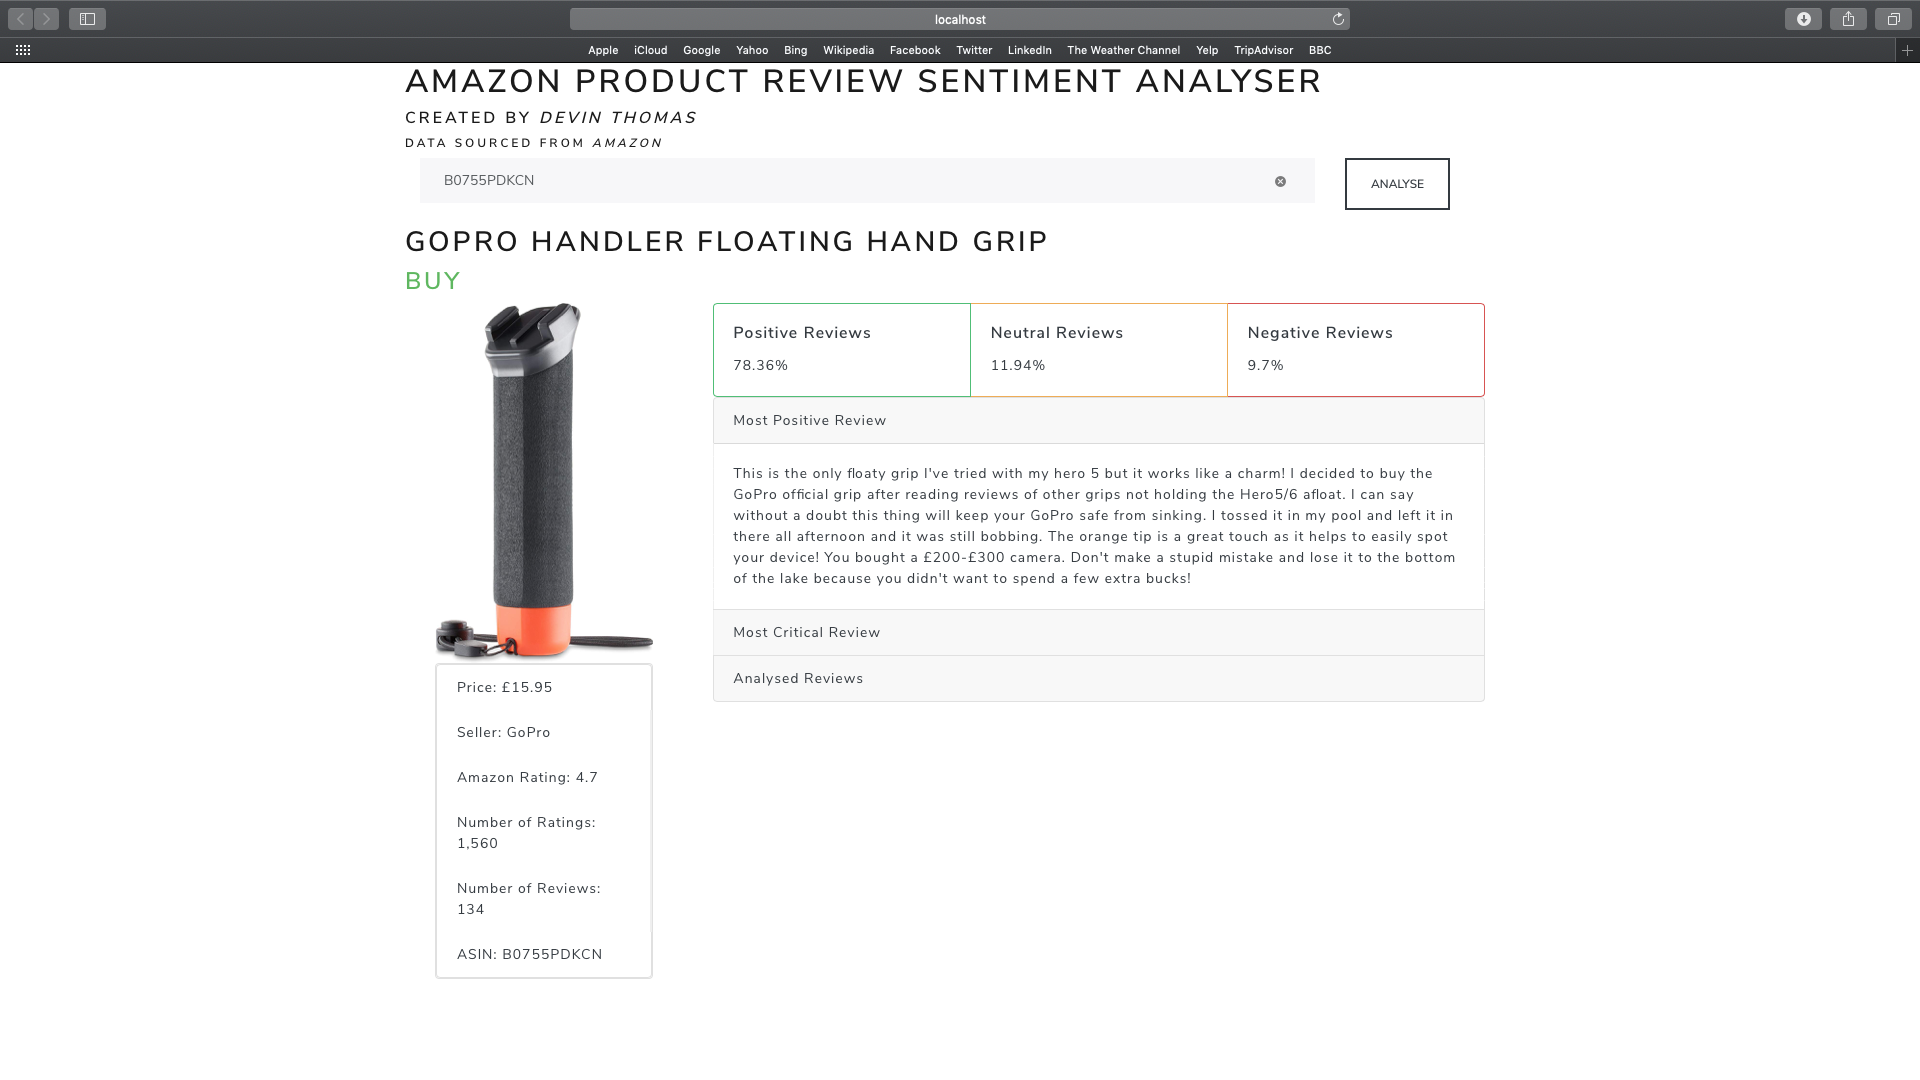 localhost
Apple iCloud Google Yahoo Bing Wikipedia Facebook Twitter LinkedIn The Weather Channel Yelp TripAdvisor BBC
AMAZON PRODUCT REVIEW SENTIMENT ANALYSER
CREATED BY DEVIN THOMAS
DATA SOURCED FROM AMAZON
B0755PDKCN
ANALYSE
GOPRO HANDLER FLOATING HAND GRIP
BUY
Positive Reviews
78.36%
Neutral Reviews
11.94%
Negative Reviews
9.7%
Most Positive Review
This is the only floaty grip I've tried with my hero 5 but it works like a charm! I decided to buy the
GoPro official grip after reading reviews of other grips not holding the Hero5/6 afloat. I can say
without a doubt this thing will keep your GoPro safe from sinking. I tossed it in my pool and left it in
there all afternoon and it was still bobbing. The orange tip is a great touch as it helps to easily spot
your device! You bought a £200-£300 camera. Don't make a stupid mistake and lose it to the bottom
of the lake because you didn't want to spend a few extra bucks!
Most Critical Review
Analysed Reviews
Price: £15.95
Seller: GoPro
Amazon Rating: 4.7
Number of Ratings:
1,560
Number of Reviews:
134
ASIN: B0755PDKCN